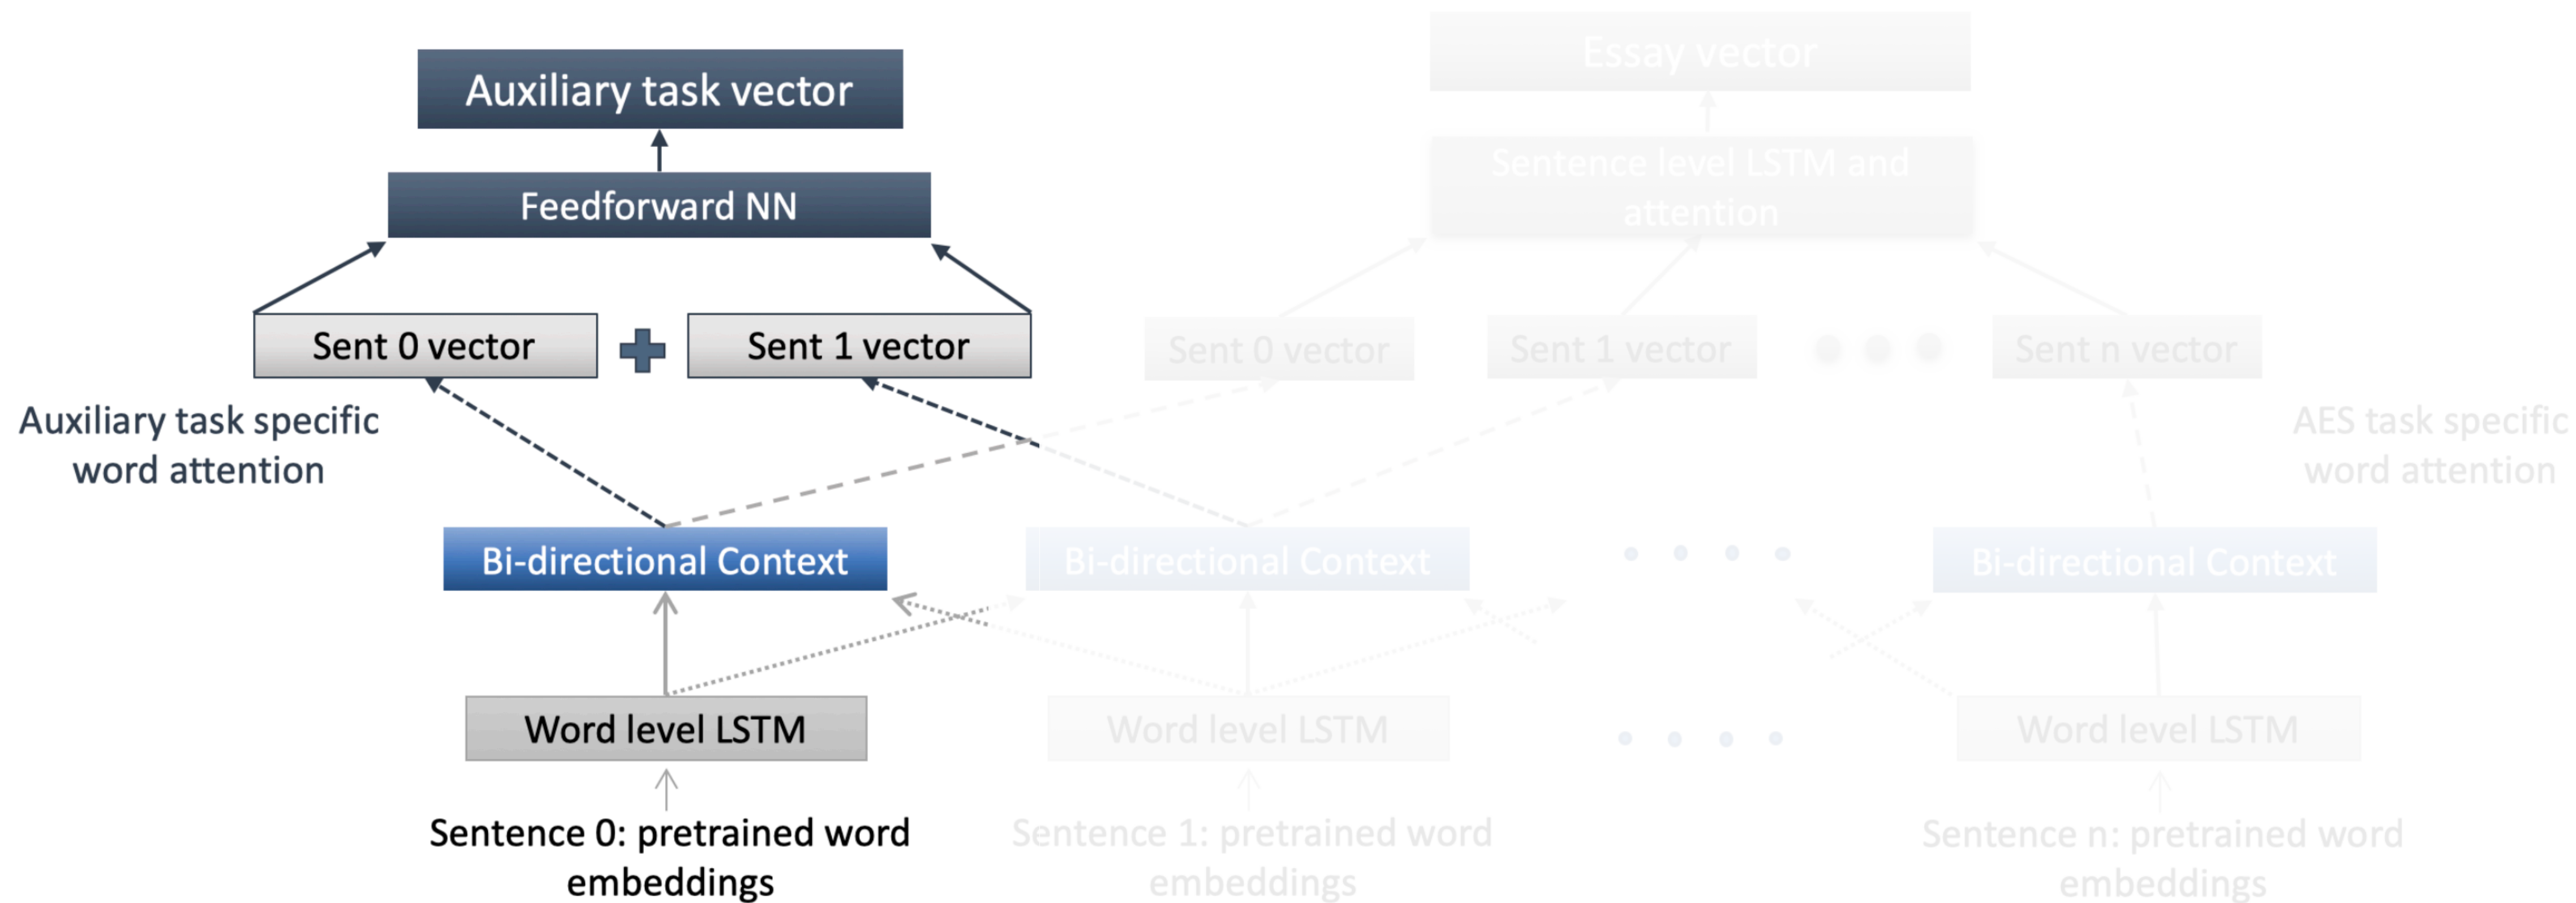 Essay vector
Auxiliary task vector
Sentence level LSTM and
attention
Feedforward NN
Sent 0 vector
Sent 1 vector
Sent 0 vector
Sent 1 vector
Sent n vector
Auxiliary task specific
word attention
AES task specific
word attention
Bi-directional Context
Bi-directional Context
Bi-directional Context
Word level LSTM
Word level LSTM
Word level LSTM
Sentence 0: pretrained word
embeddings
Sentence 1: pretrained word
embeddings
Sentence n: pretrained word
embeddings